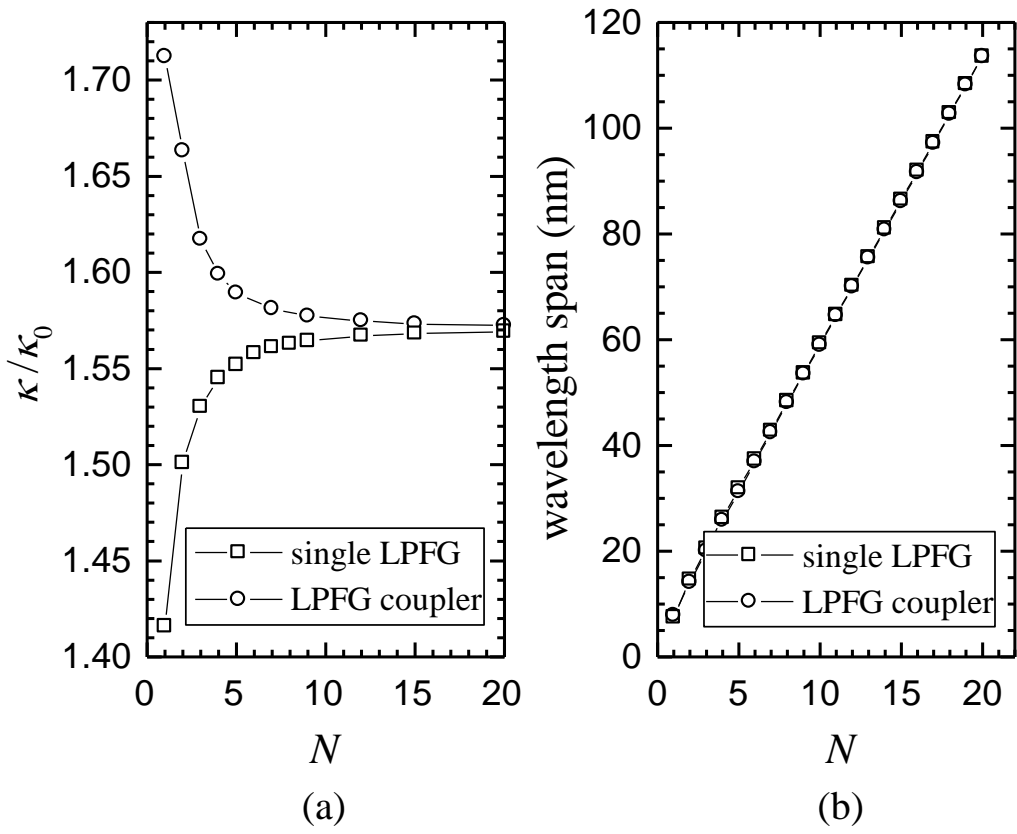 κ/κ0
1.70
1.65
1.60
1.55
1.50
1.45
1.40
0 5 10 15 20
N
single LPFG
LPFG coupler
(a)
wavelength span (nm)
120
100
80
60
40
20
0
0 5 10 15 20
N
single LPFG
LPFG coupler
(b)